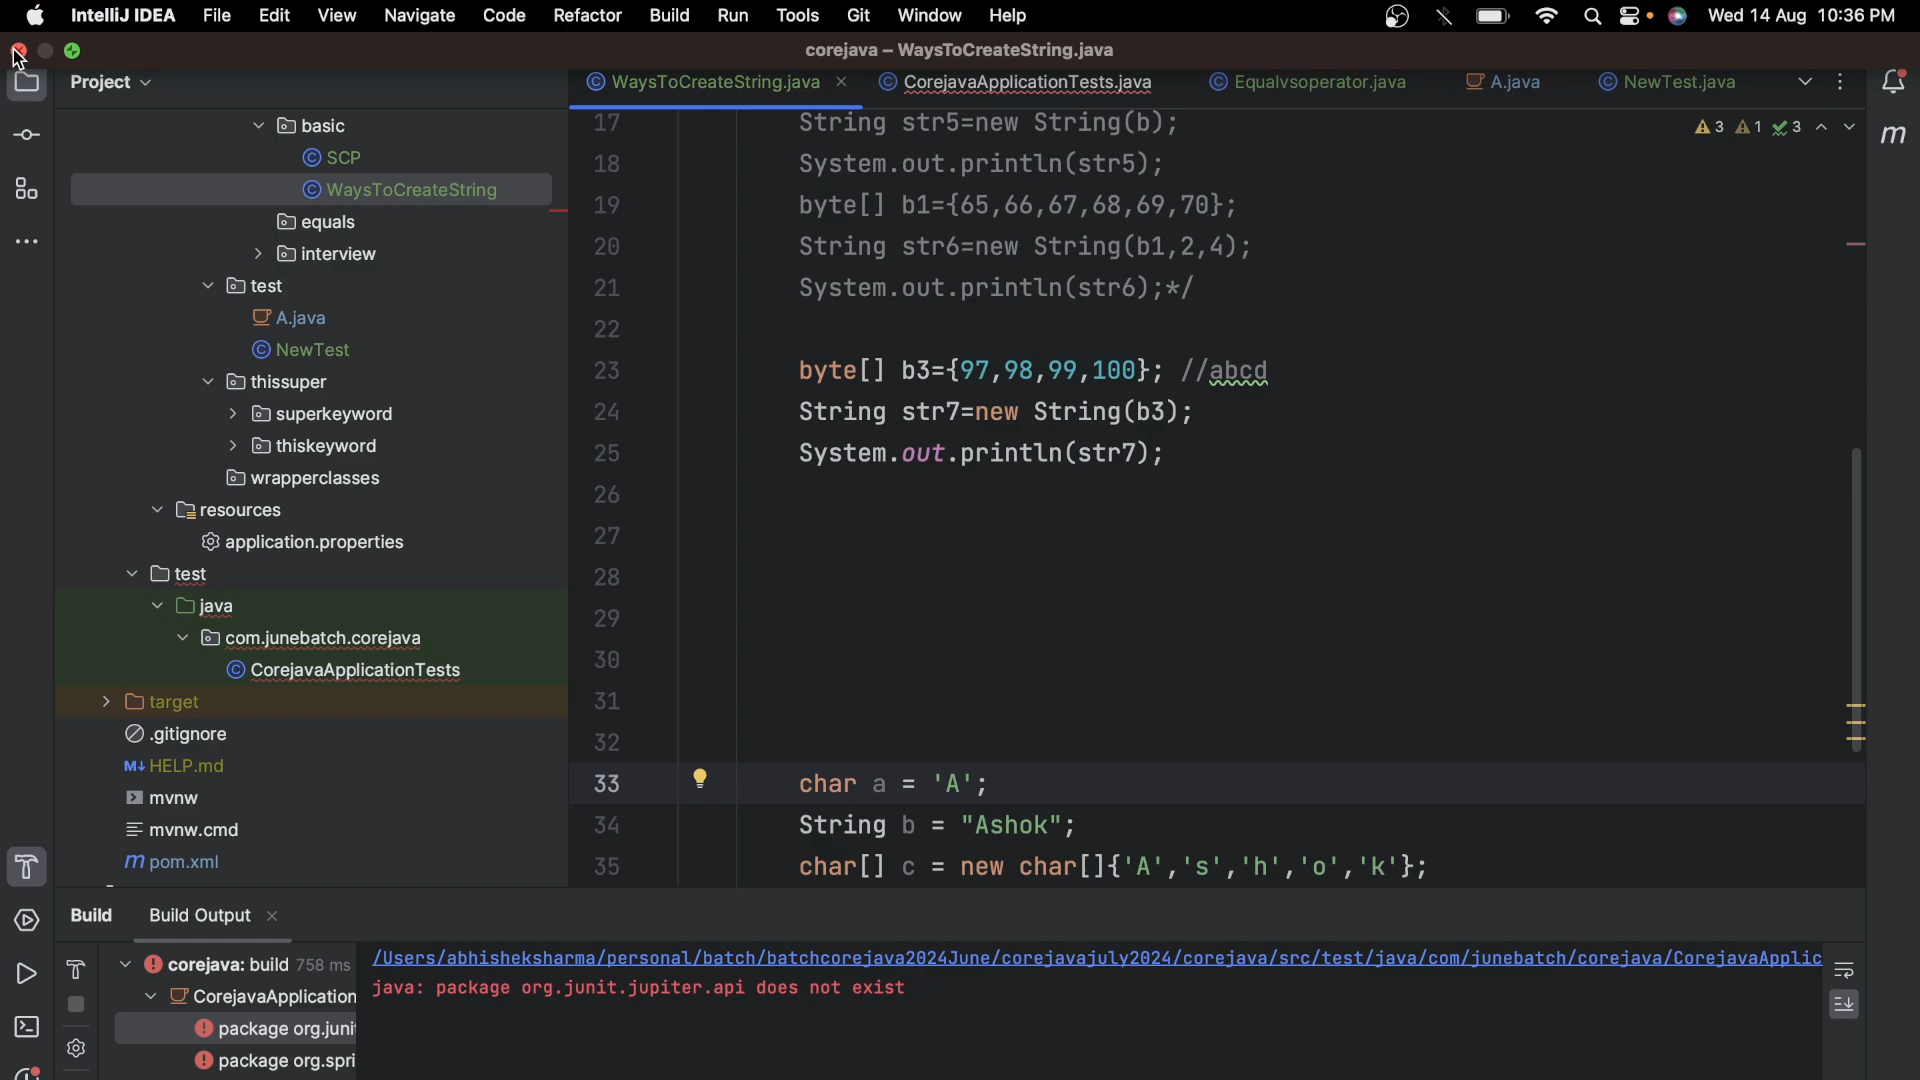 IntelliJ IDEA File Edit View Navigate Code Refactor Build Run Tools Git Window Help Wed 14 Aug 10:36 PM
corejava – WaysToCreateString.java
Project WaysToCreateString.java CorejavaApplicationTests.java Equalvsoperator.java A.java NewTest.java
basic
SCP
WaysToCreateString
equals
interview
test
A.java
NewTest
thissuper
superkeyword
thiskeyword
wrapperclasses
resources
application.properties
test
java
com.junebatch.corejava
CorejavaApplicationTests
target
.gitignore
M↓ HELP.md
mvnw
mvnw.cmd
m pom.xml
3 1 3
17 String str5=new String(b);
18 System.out.println(str5);
19 byte[] b1={65,66,67,68,69,70};
20 String str6=new String(b1,2,4);
21 System.out.println(str6);*/
22
23 byte[] b3={97,98,99,100}; //abcd
24 String str7=new String(b3);
25 System.out.println(str7);
26
27
28
29
30
31
32
33 char a = 'A';
34 String b = "Ashok";
35 char[] c = new char[]{'A','s','h','o','k'};
m
Build Build Output
corejava: build 758 ms
CorejavaApplication
package org.juni
package org.spri
/Users/abhisheksharma/personal/batch/batchcorejava2024June/corejavajuly2024/corejava/src/test/java/com/junebatch/corejava/CorejavaApplic
java: package org.junit.jupiter.api does not exist